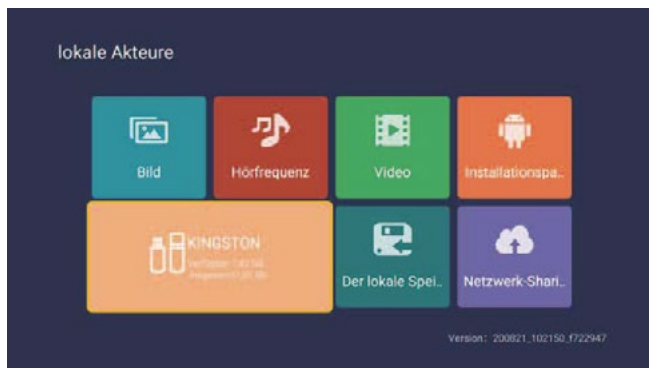 lokale Akteure
Bild
Hörfrequenz
Video
Installationspa..
KINGSTON
Der lokale Spei..
Netzwerk-Shari..
Version: 200821_102150_f722947